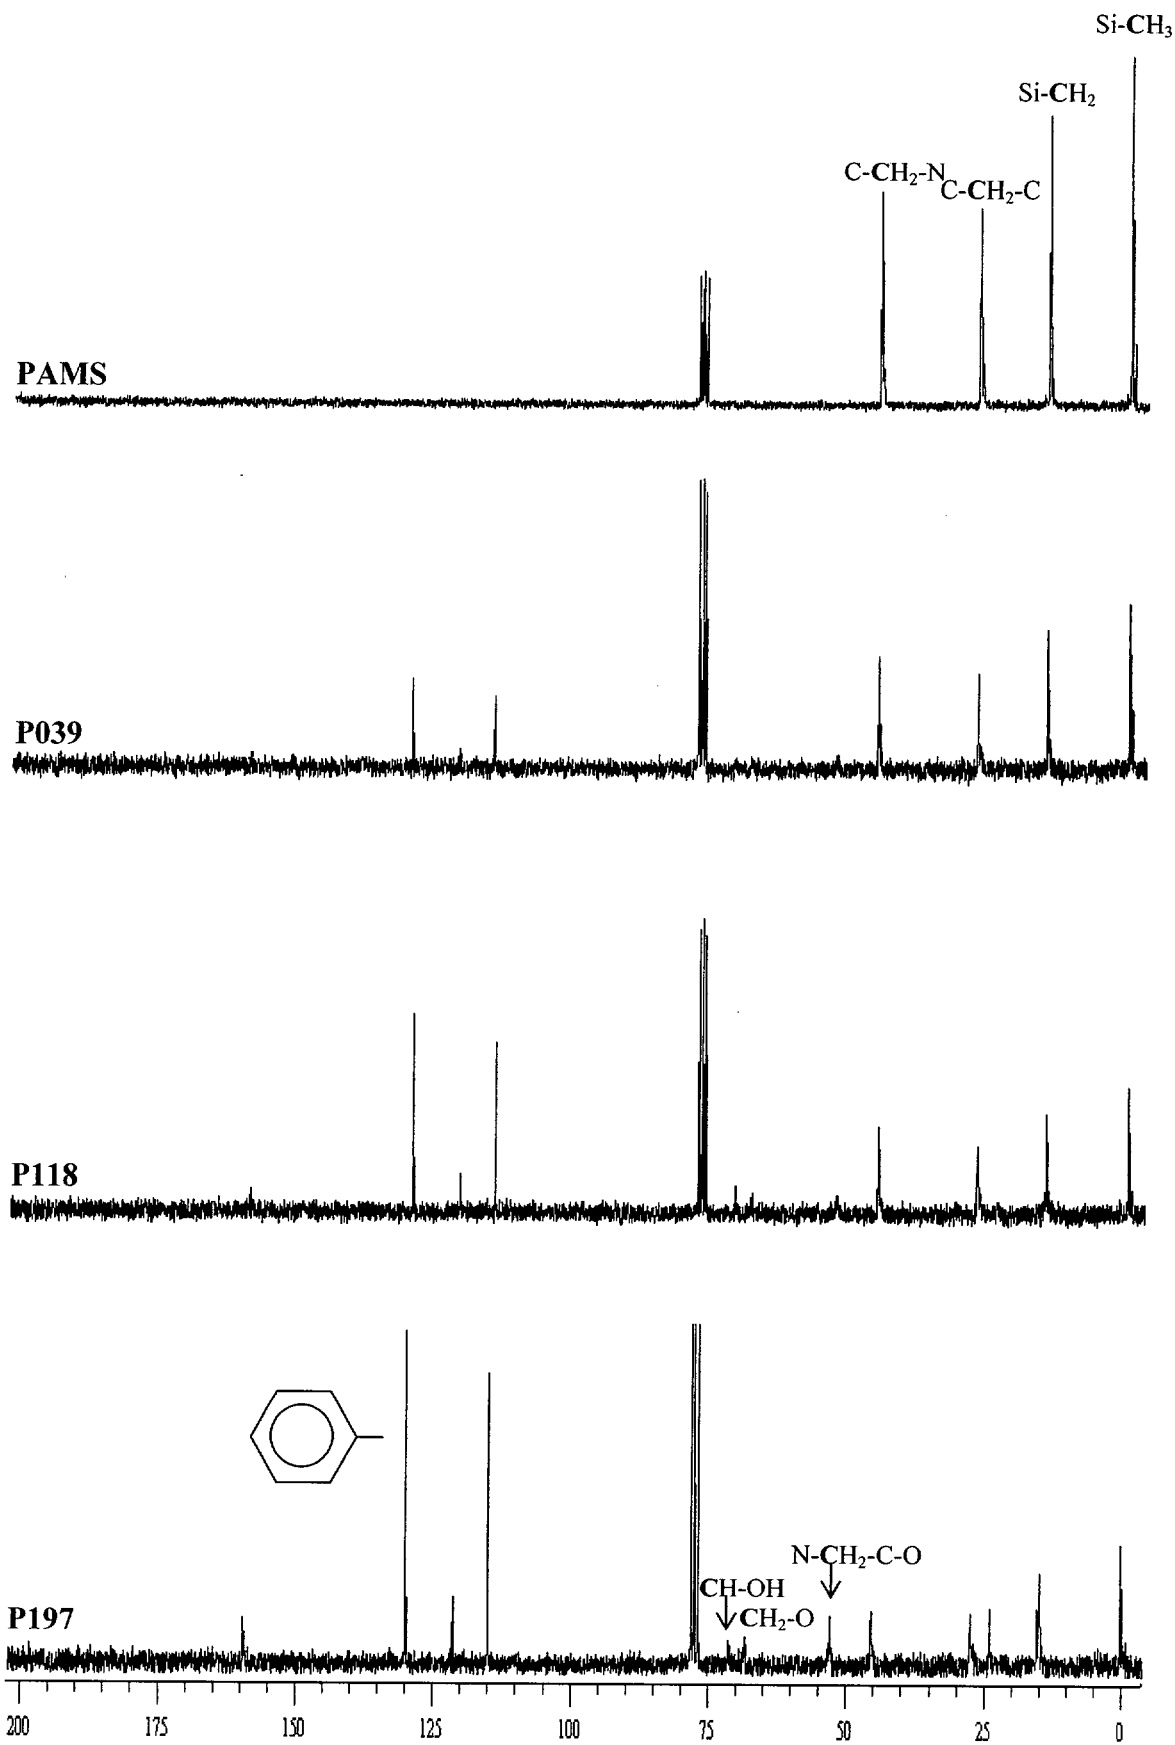 Si-CH₃
Si-CH₂
C-CH₂-N
C-CH₂-C
PAMS
P039
P118
N-CH₂-C-O
CH-OH
CH₂-O
P197
200 175 150 125 100 75 50 25 0